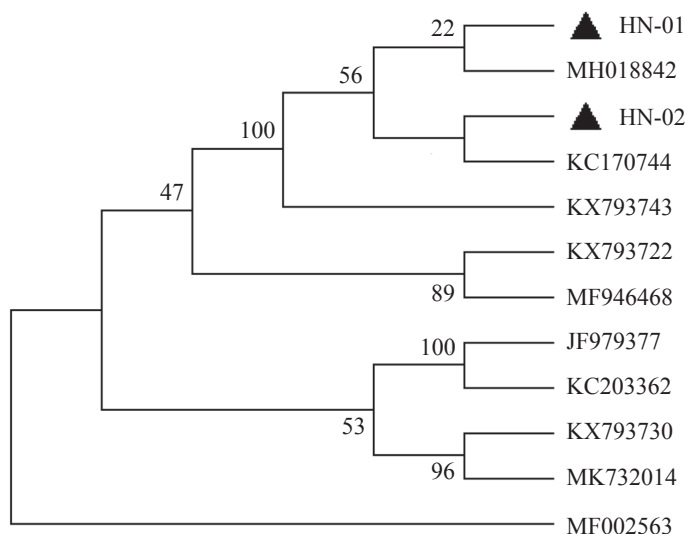 22
HN-01
MH018842
56
HN-02
100
KC170744
47
KX793743
KX793722
89
MF946468
JF979377
100
KC203362
53
KX793730
96
MK732014
MF002563